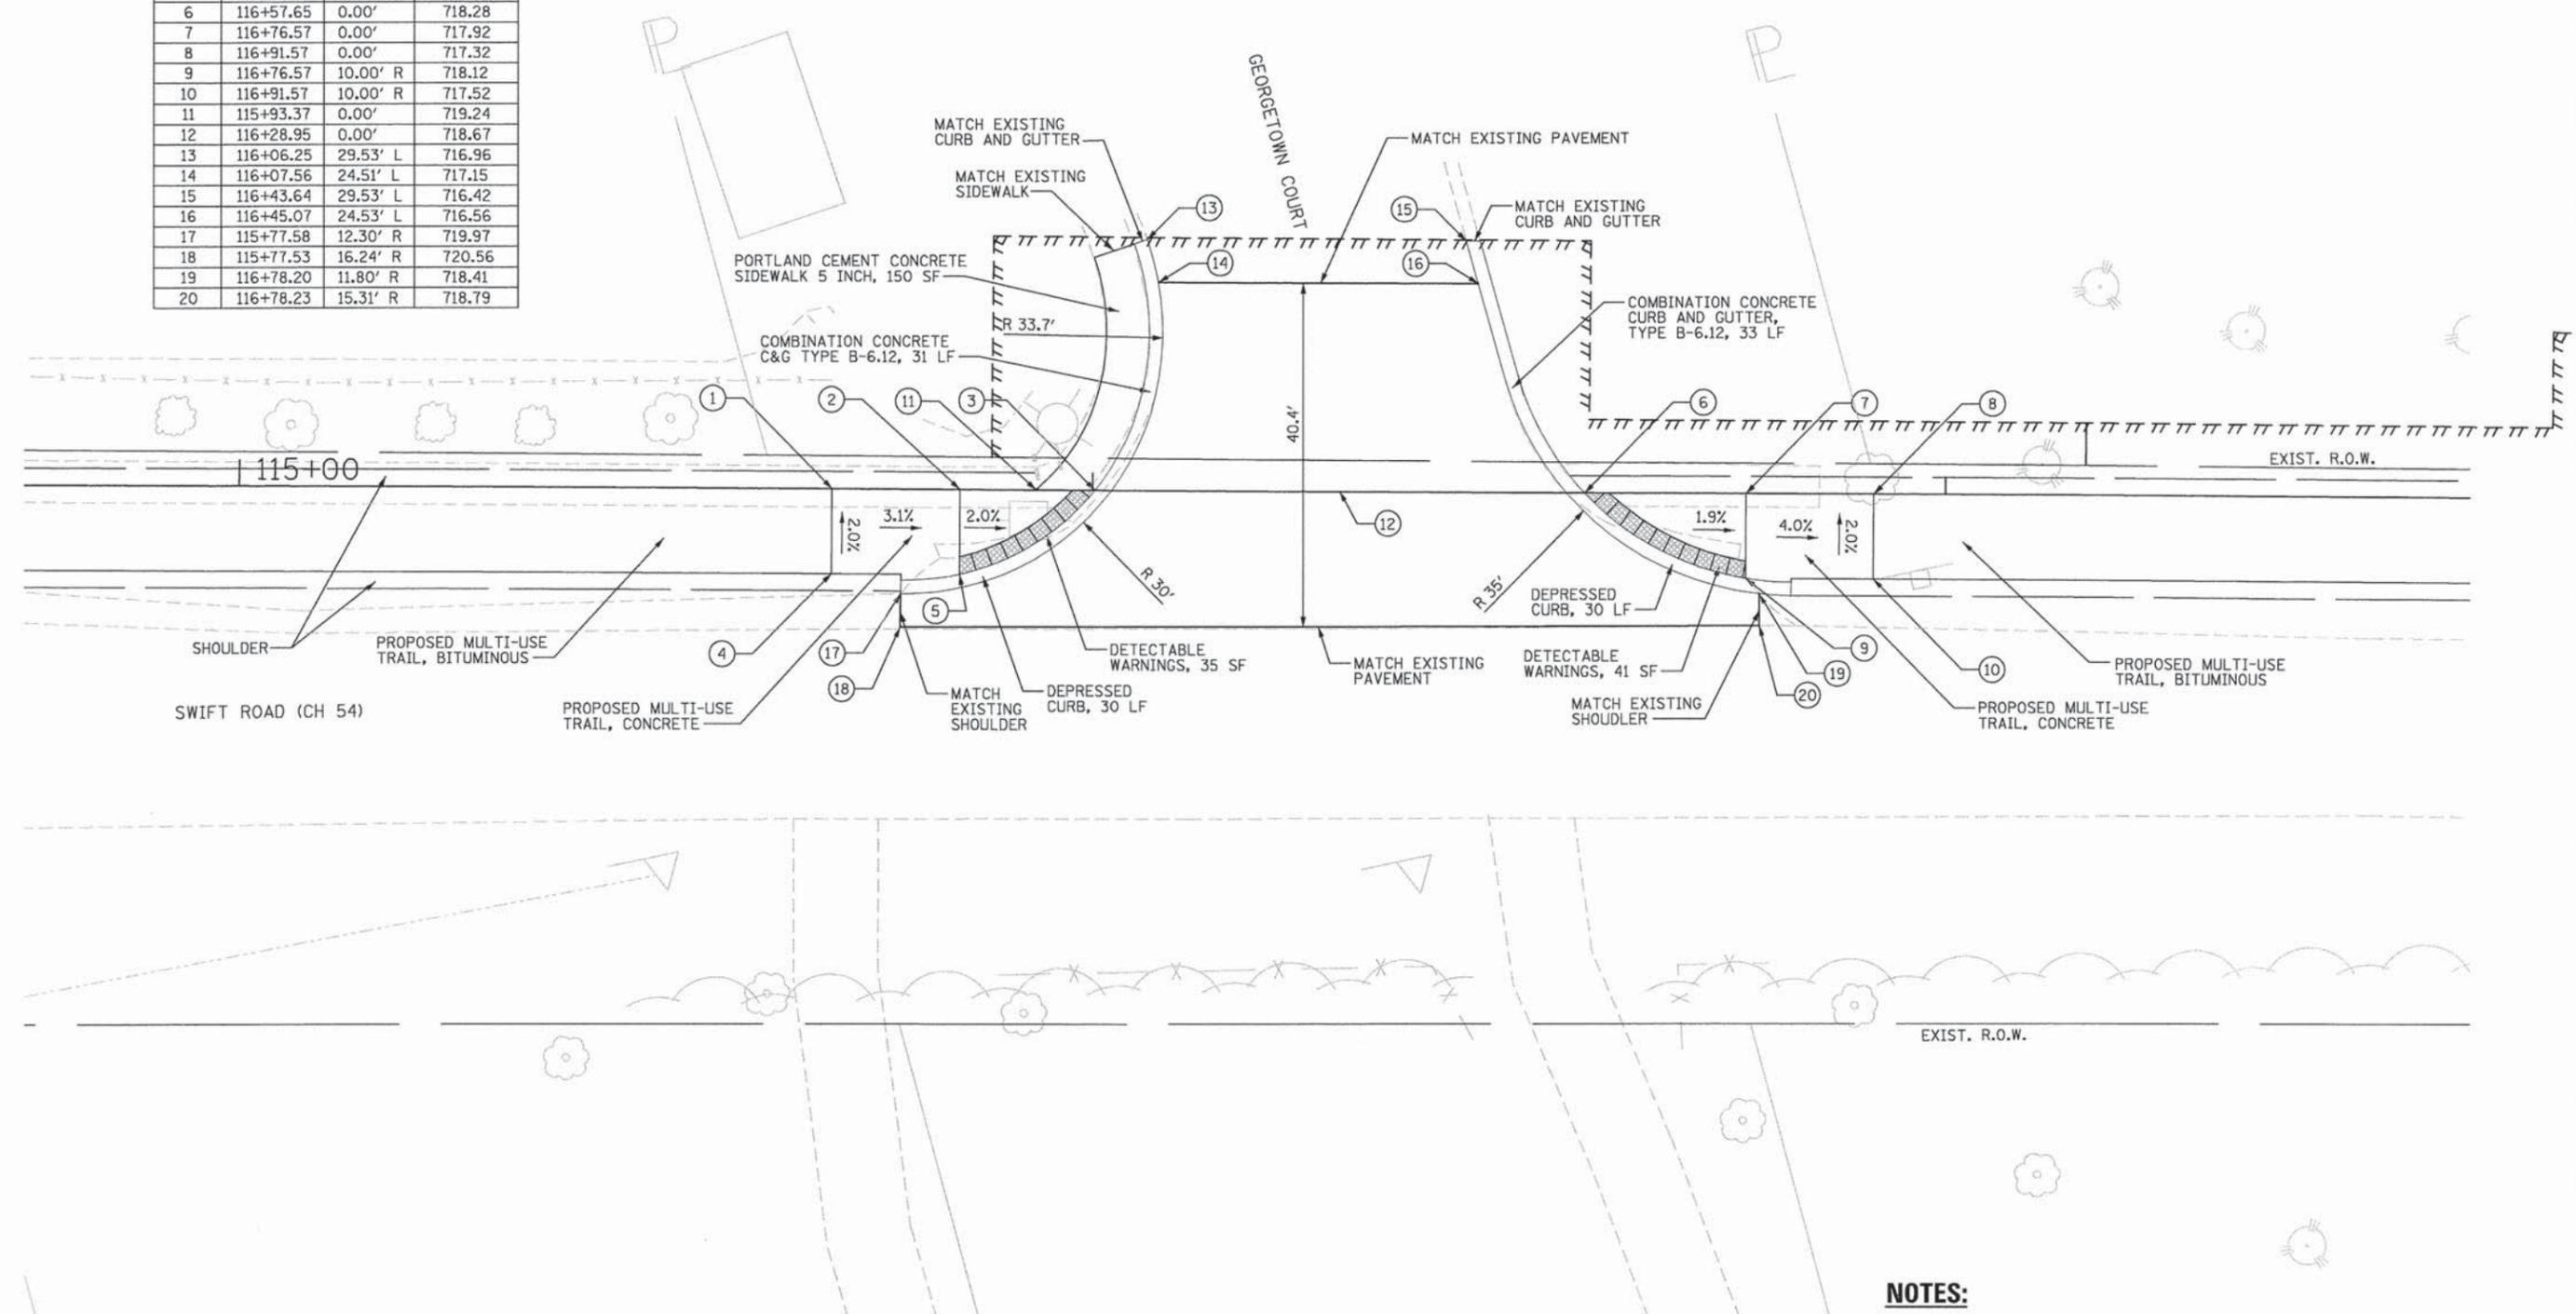 6 116+57.65 0.00' 718.28
7 116+76.57 0.00' 717.92
8 116+91.57 0.00' 717.32
9 116+76.57 10.00' R 718.12
10 116+91.57 10.00' R 717.52
11 115+93.37 0.00' 719.24
12 116+28.95 0.00' 718.67
13 116+06.25 29.53' L 716.96
14 116+07.56 24.51' L 717.15
15 116+43.64 29.53' L 716.42
16 116+45.07 24.53' L 716.56
17 115+77.58 12.30' R 719.97
18 115+77.53 16.24' R 720.56
19 116+78.20 11.80' R 718.41
20 116+78.23 15.31' R 718.79
PL
PL
GEORGETOWN COURT
MATCH EXISTING
CURB AND GUTTER
MATCH EXISTING PAVEMENT
MATCH EXISTING
SIDEWALK
13
15
MATCH EXISTING
CURB AND GUTTER
PORTLAND CEMENT CONCRETE
SIDEWALK 5 INCH, 150 SF
14
16
R 33.7'
COMBINATION CONCRETE
CURB AND GUTTER,
TYPE B-6.12, 33 LF
COMBINATION CONCRETE
C&G TYPE B-6.12, 31 LF
1
2
11
3
40.4'
6
7
8
115+00
EXIST. R.O.W.
2.0%
3.1%
2.0%
12
1.9%
4.0%
2.0%
R 30'
R 35'
DEPRESSED
CURB, 30 LF
5
SHOULDER
PROPOSED MULTI-USE
TRAIL, BITUMINOUS
4
17
18
DETECTABLE
WARNINGS, 35 SF
MATCH EXISTING
PAVEMENT
DETECTABLE
WARNINGS, 41 SF
9
19
20
10
PROPOSED MULTI-USE
TRAIL, BITUMINOUS
SWIFT ROAD (CH 54)
PROPOSED MULTI-USE
TRAIL, CONCRETE
MATCH
EXISTING
SHOULDER
DEPRESSED
CURB, 30 LF
MATCH EXISTING
SHOUDLER
PROPOSED MULTI-USE
TRAIL, CONCRETE
EXIST. R.O.W.
NOTES: